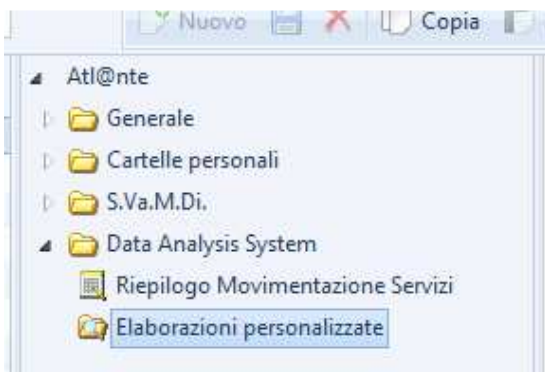 Nuovo Copia
Atl@nte
Generale
Cartelle personali
S.Va.M.Di.
Data Analysis System
Riepilogo Movimentazione Servizi
Elaborazioni personalizzate